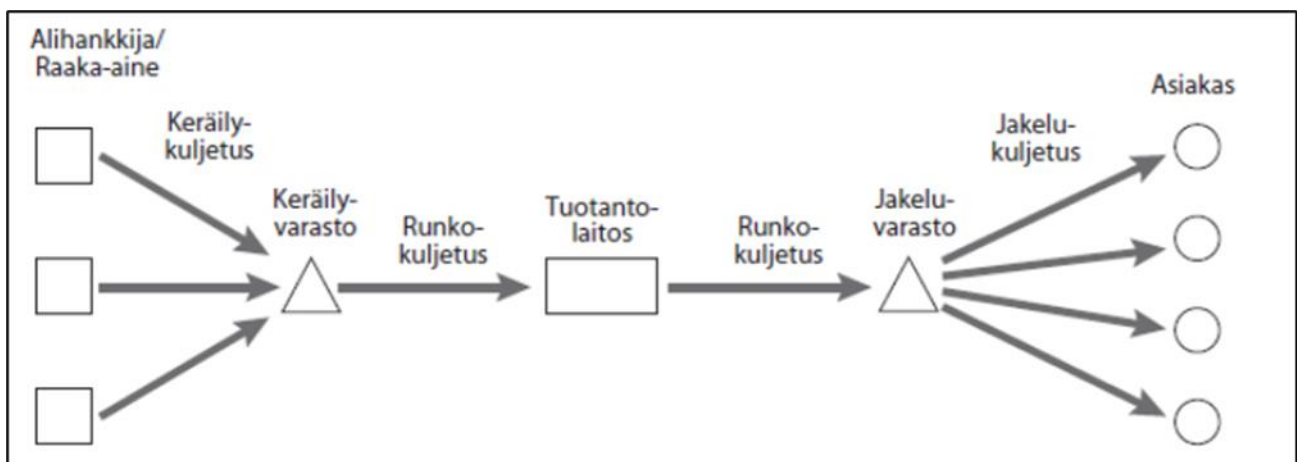 Alihankkija/
Raaka-aine
Keräily-
kuljetus
Keräily-
varasto
Runko-
kuljetus
Tuotanto-
laitos
Runko-
kuljetus
Jakelu-
varasto
Jakelu-
kuljetus
Asiakas